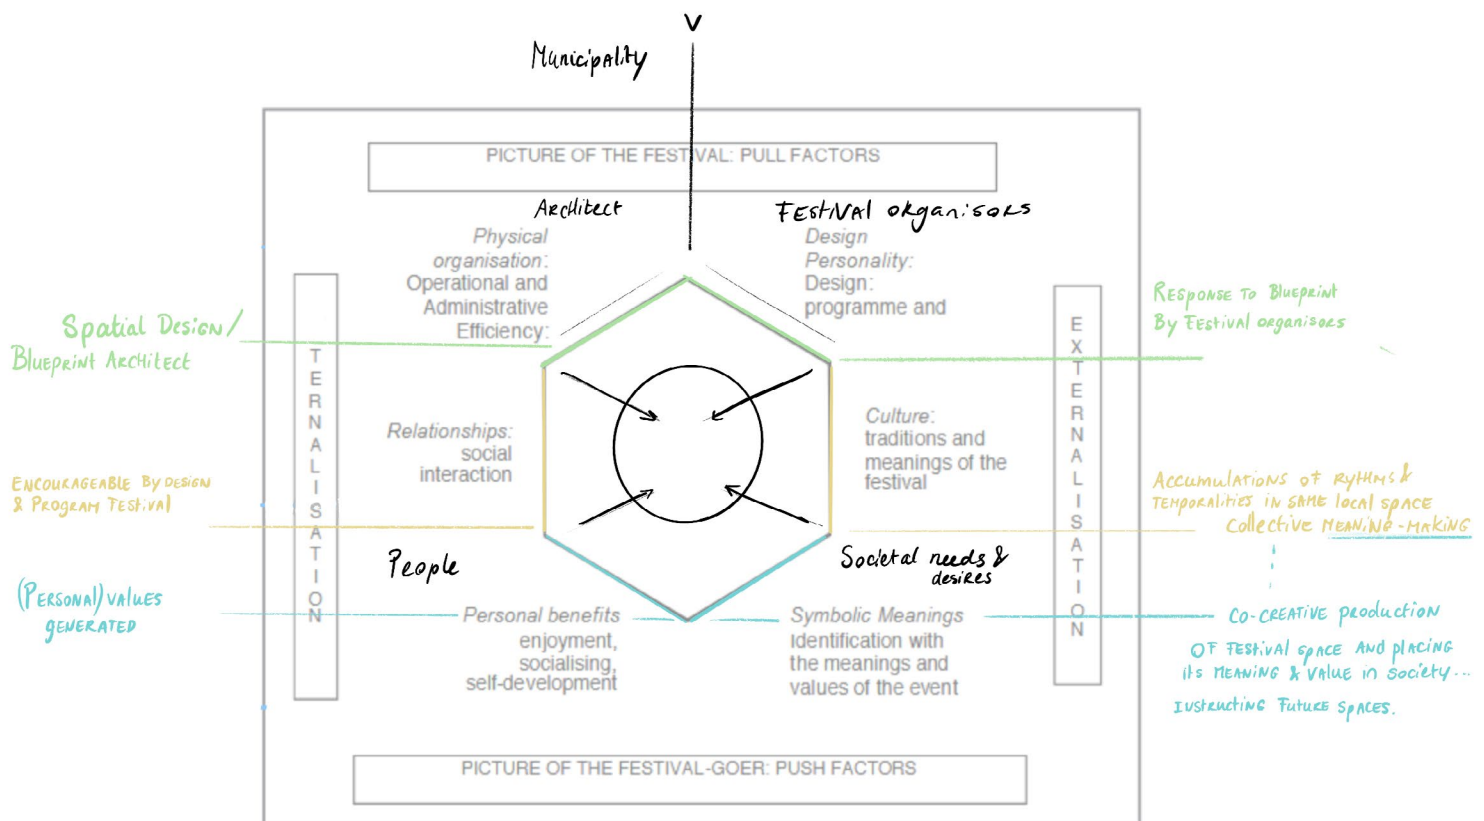 V
Municipality
PICTURE OF THE FESTIVAL: PULL FACTORS
Architect
Physical
organisation:
Operational and
Administrative
Efficiency:
FEStiVAL organisors
Design
Personality:
Design:
programme and
Spatial Design/
Blueprint Architect
Response to Blueprint
By Festival organisors
TERNALISATION
EXTERNALISATION
Relationships:
social
interaction
Culture:
traditions and
meanings of the
festival
Encourageable by design
& Program Festival
Accumulations of rythms &
temporalities in same local space
Collective Meaning-Making
People
Societal needs &
desires
(Personal) values
generated
Personal benefits
enjoyment,
socialising,
self-development
Symbolic Meanings
Identification with
the meanings and
values of the event
Co-creative production
of festival space and placing
its meaning & value in society...
Iustructing Future spaces.
PICTURE OF THE FESTIVAL-GOER: PUSH FACTORS